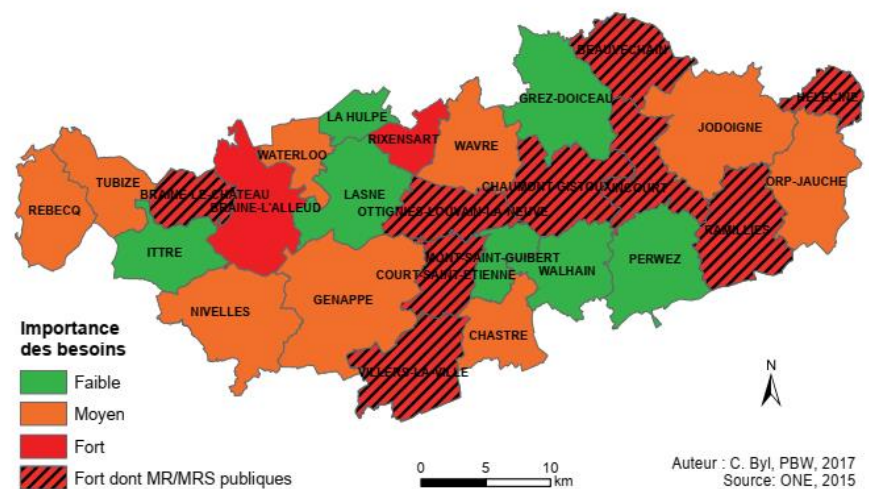 BEAUVECHAIN
HÉLÉCINE
GREZ-DOICEAU
LA HULPE
JODOIGNE
RIXENSART
WAVRE
WATERLOO
ORP-JAUCHE
TUBIZE
BRAINE-LE-CHÂTEAU
CHAUMONT-GISTOUX
INCOURT
LASNE
BRAINE-L'ALLEUD
REBECQ
OTTIGNIES-LOUVAIN-LA-NEUVE
RAMILLIES
ITTRE
MONT-SAINT-GUIBERT
PERWEZ
WALHAIN
COURT-SAINT-ETIENNE
GENAPPE
NIVELLES
CHASTRE
VILLERS-LA-VILLE
Importance
des besoins
Faible
Moyen
Fort
Fort dont MR/MRS publiques
N
0 5 10
km
Auteur : C. Byl, PBW, 2017
Source: ONE, 2015